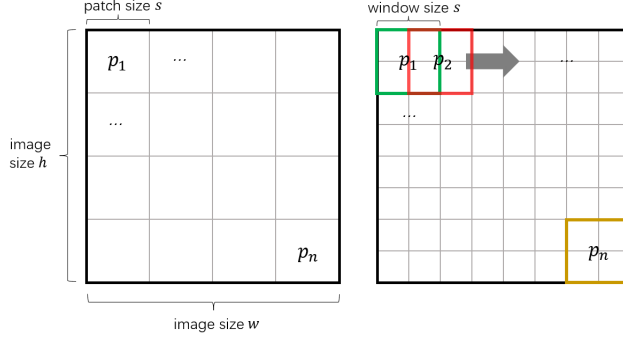 patch size s
window size s
p₁ ...
p₁ p₂ ...
...
...
image
size h
pₙ
pₙ
image size w